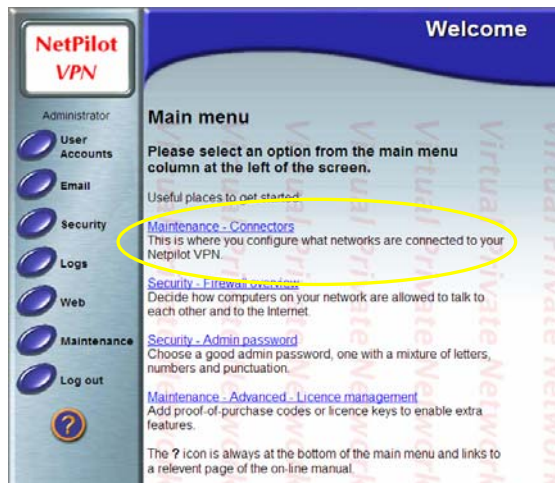 Welcome
NetPilot
VPN
Administrator
User
Accounts
Email
Security
Logs
Web
Maintenance
Log out
?
Main menu
Please select an option from the main menu
column at the left of the screen.
Useful places to get started:
Maintenance - Connectors
This is where you configure what networks are connected to your
Netpilot VPN.
Security - Firewall overview
Decide how computers on your network are allowed to talk to
each other and to the Internet
Security - Admin password
Choose a good admin password, one with a mixture of letters,
numbers and punctuation.
Maintenance - Advanced - Licence management
Add proof-of-purchase codes or licence keys to enable extra
features.
The ? icon is always at the bottom of the main menu and links to
a relevent page of the on-line manual.
Virtual Private Network